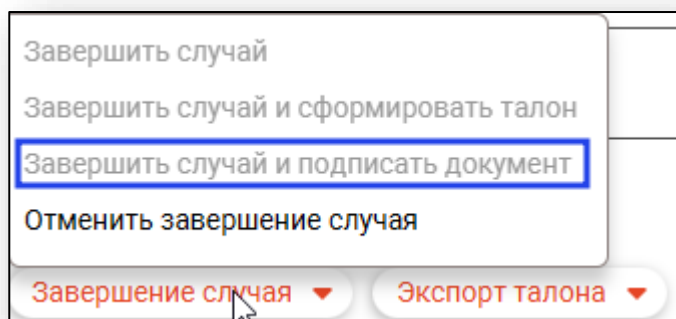 Завершить случай
Завершить случай и сформировать талон
Завершить случай и подписать документ
Отменить завершение случая
Завершение случая
Экспорт талона